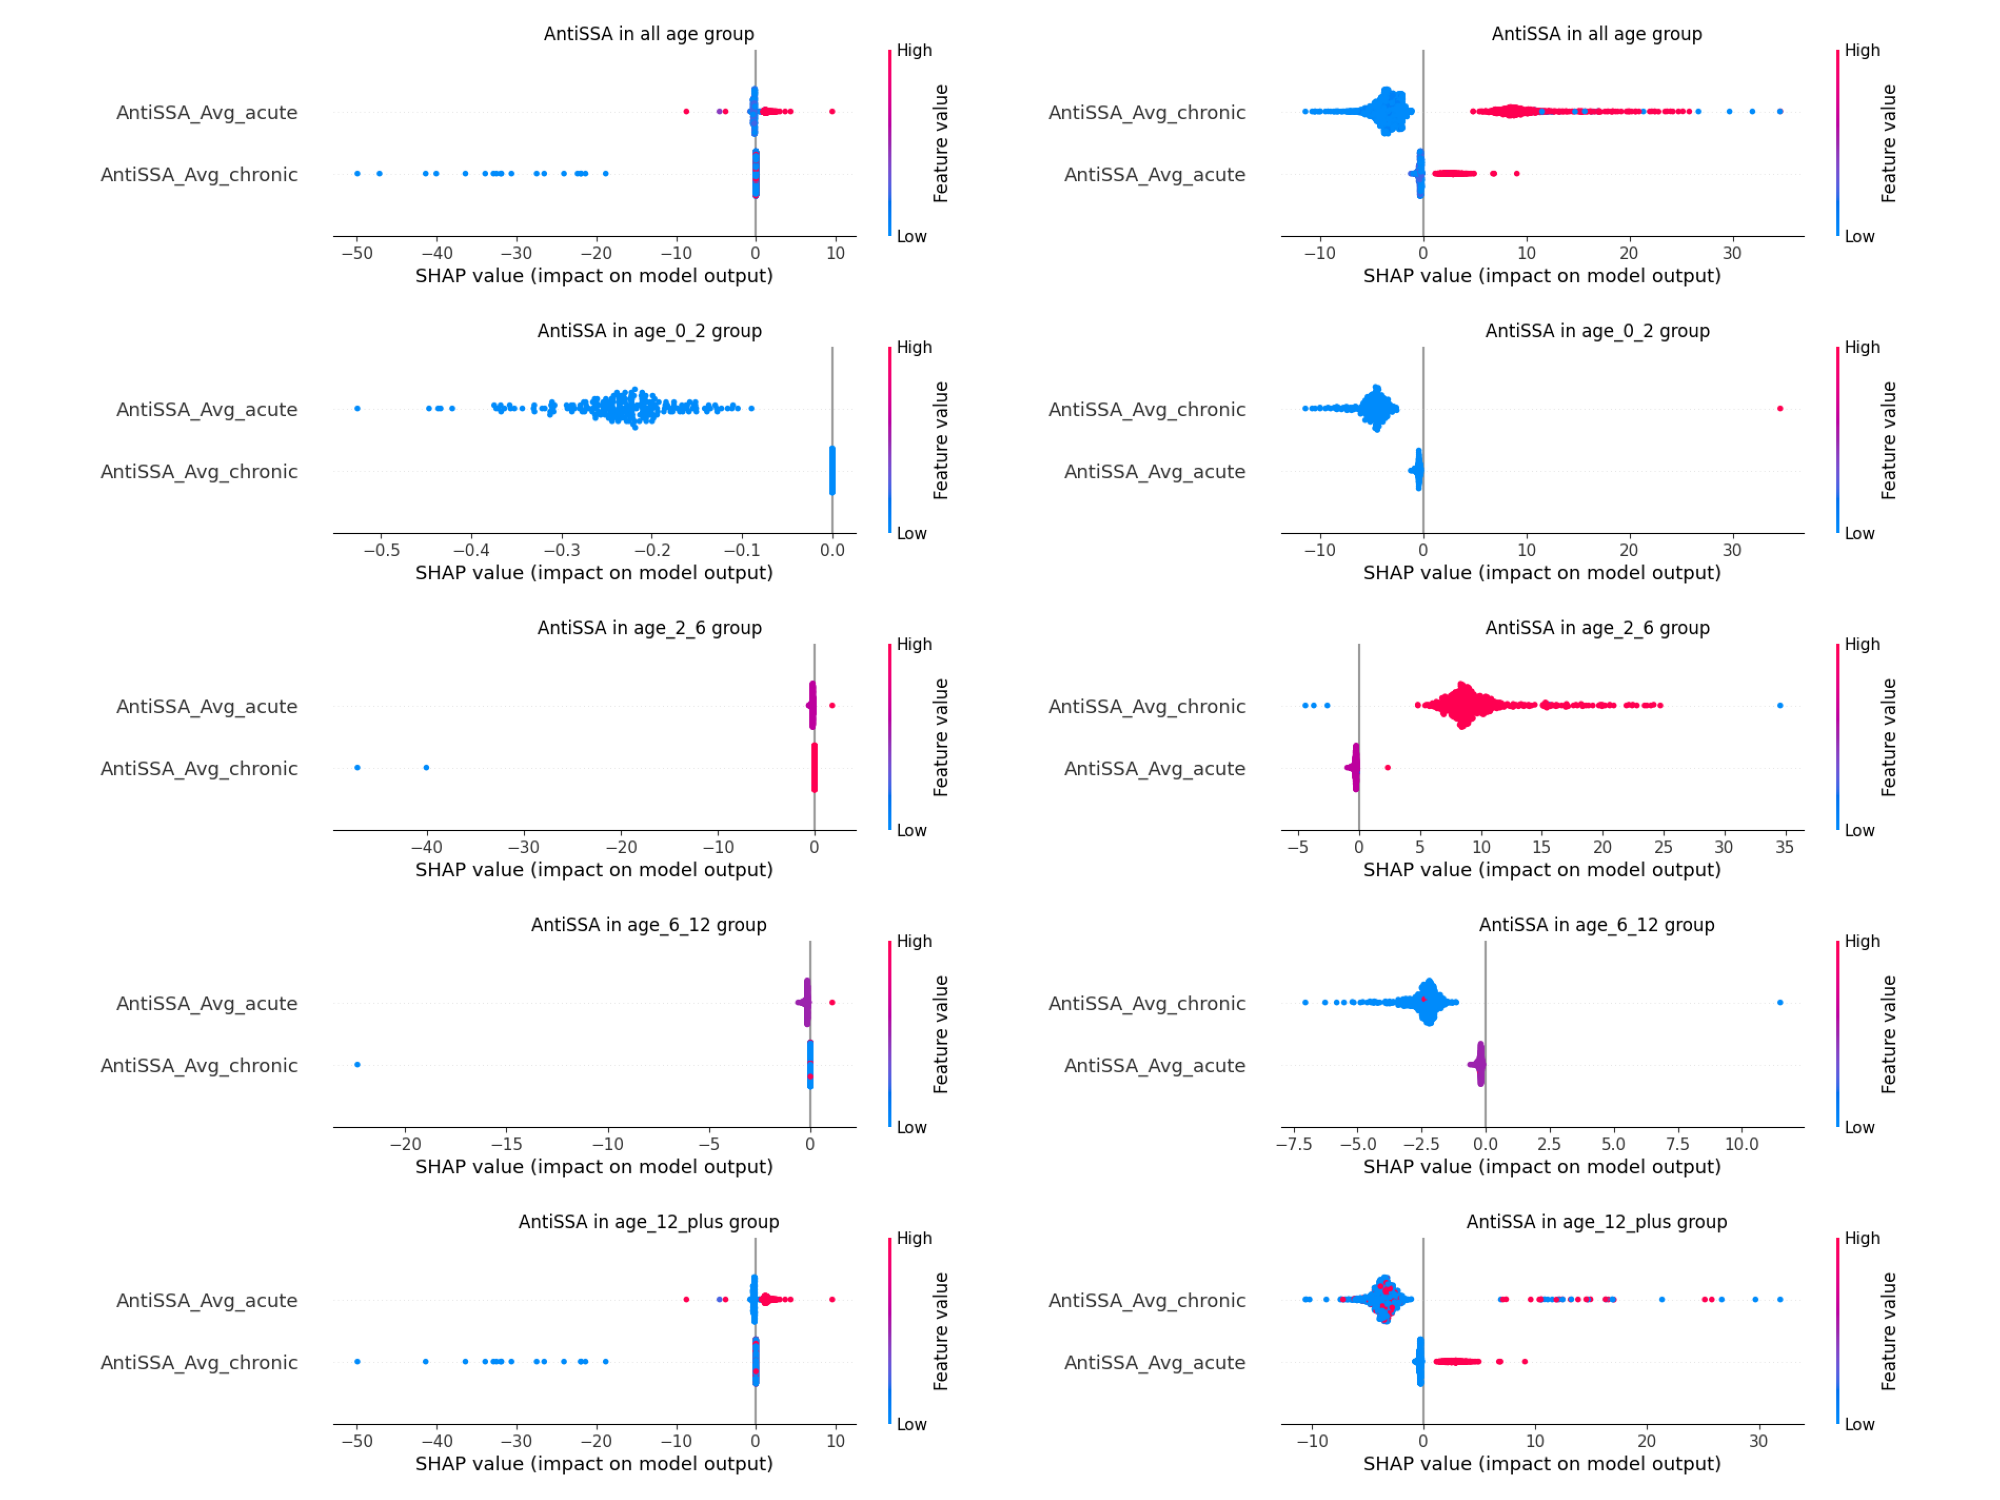 AntiSSA in all age group
High
AntiSSA_Avg_acute
AntiSSA_Avg_chronic
Feature value
Low
−50 −40 −30 −20 −10 0 10
SHAP value (impact on model output)
AntiSSA in all age group
High
AntiSSA_Avg_chronic
AntiSSA_Avg_acute
Feature value
Low
−10 0 10 20 30
SHAP value (impact on model output)
AntiSSA in age_0_2 group
High
AntiSSA_Avg_acute
AntiSSA_Avg_chronic
Feature value
Low
−0.5 −0.4 −0.3 −0.2 −0.1 0.0
SHAP value (impact on model output)
AntiSSA in age_0_2 group
High
AntiSSA_Avg_chronic
AntiSSA_Avg_acute
Feature value
Low
−10 0 10 20 30
SHAP value (impact on model output)
AntiSSA in age_2_6 group
High
AntiSSA_Avg_acute
AntiSSA_Avg_chronic
Feature value
Low
−40 −30 −20 −10 0
SHAP value (impact on model output)
AntiSSA in age_2_6 group
High
AntiSSA_Avg_chronic
AntiSSA_Avg_acute
Feature value
Low
−5 0 5 10 15 20 25 30 35
SHAP value (impact on model output)
AntiSSA in age_6_12 group
High
AntiSSA_Avg_acute
AntiSSA_Avg_chronic
Feature value
Low
−20 −15 −10 −5 0
SHAP value (impact on model output)
AntiSSA in age_6_12 group
High
AntiSSA_Avg_chronic
AntiSSA_Avg_acute
Feature value
Low
−7.5 −5.0 −2.5 0.0 2.5 5.0 7.5 10.0
SHAP value (impact on model output)
AntiSSA in age_12_plus group
High
AntiSSA_Avg_acute
AntiSSA_Avg_chronic
Feature value
Low
−50 −40 −30 −20 −10 0 10
SHAP value (impact on model output)
AntiSSA in age_12_plus group
High
AntiSSA_Avg_chronic
AntiSSA_Avg_acute
Feature value
Low
−10 0 10 20 30
SHAP value (impact on model output)